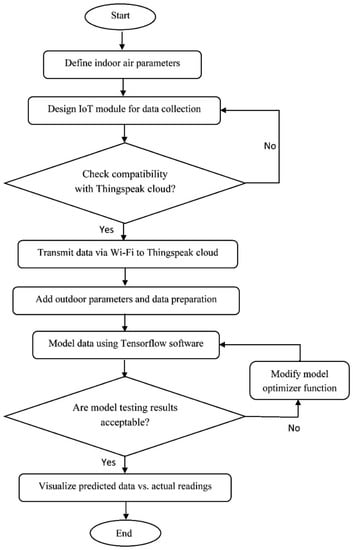 Start
Define indoor air parameters
Design IoT module for data collection
No
Check compatibility
with Thingspeak cloud?
Yes
Transmit data via Wi-Fi to Thingspeak cloud
Add outdoor parameters and data preparation
Model data using Tensorflow software
Modify model
optimizer function
Are model testing results
acceptable?
No
Yes
Visualize predicted data vs. actual readings
End